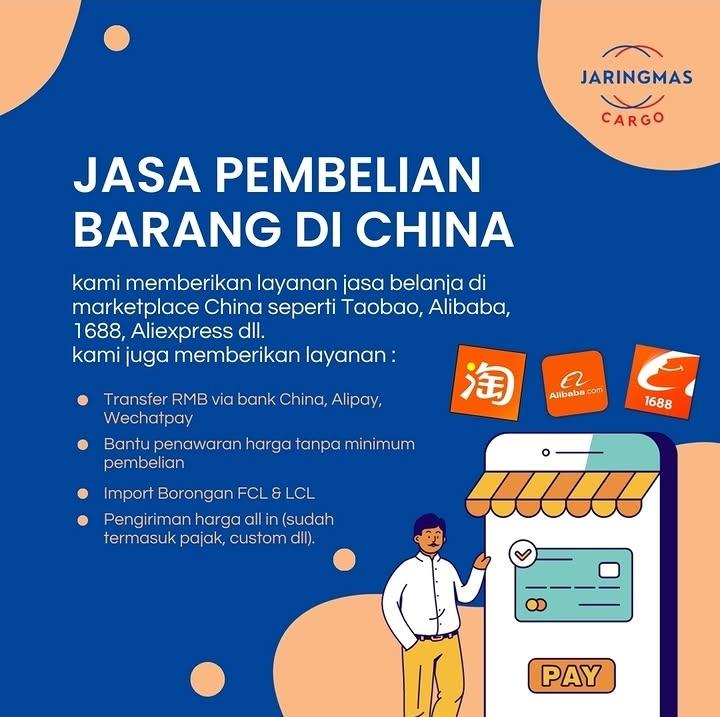 JARINGMAS
CARGO
JASA PEMBELIAN
BARANG DI CHINA
kami memberikan layanan jasa belanja di
marketplace China seperti Taobao, Alibaba,
1688, Aliexpress dll.
kami juga memberikan layanan :
Transfer RMB via bank China, Alipay,
Wechatpay
Bantu penawaran harga tanpa minimum
pembelian
Import Borongan FCL & LCL
Pengiriman harga all in (sudah
termasuk pajak, custom dll).
淘
Alibaba.com
1688
PAY